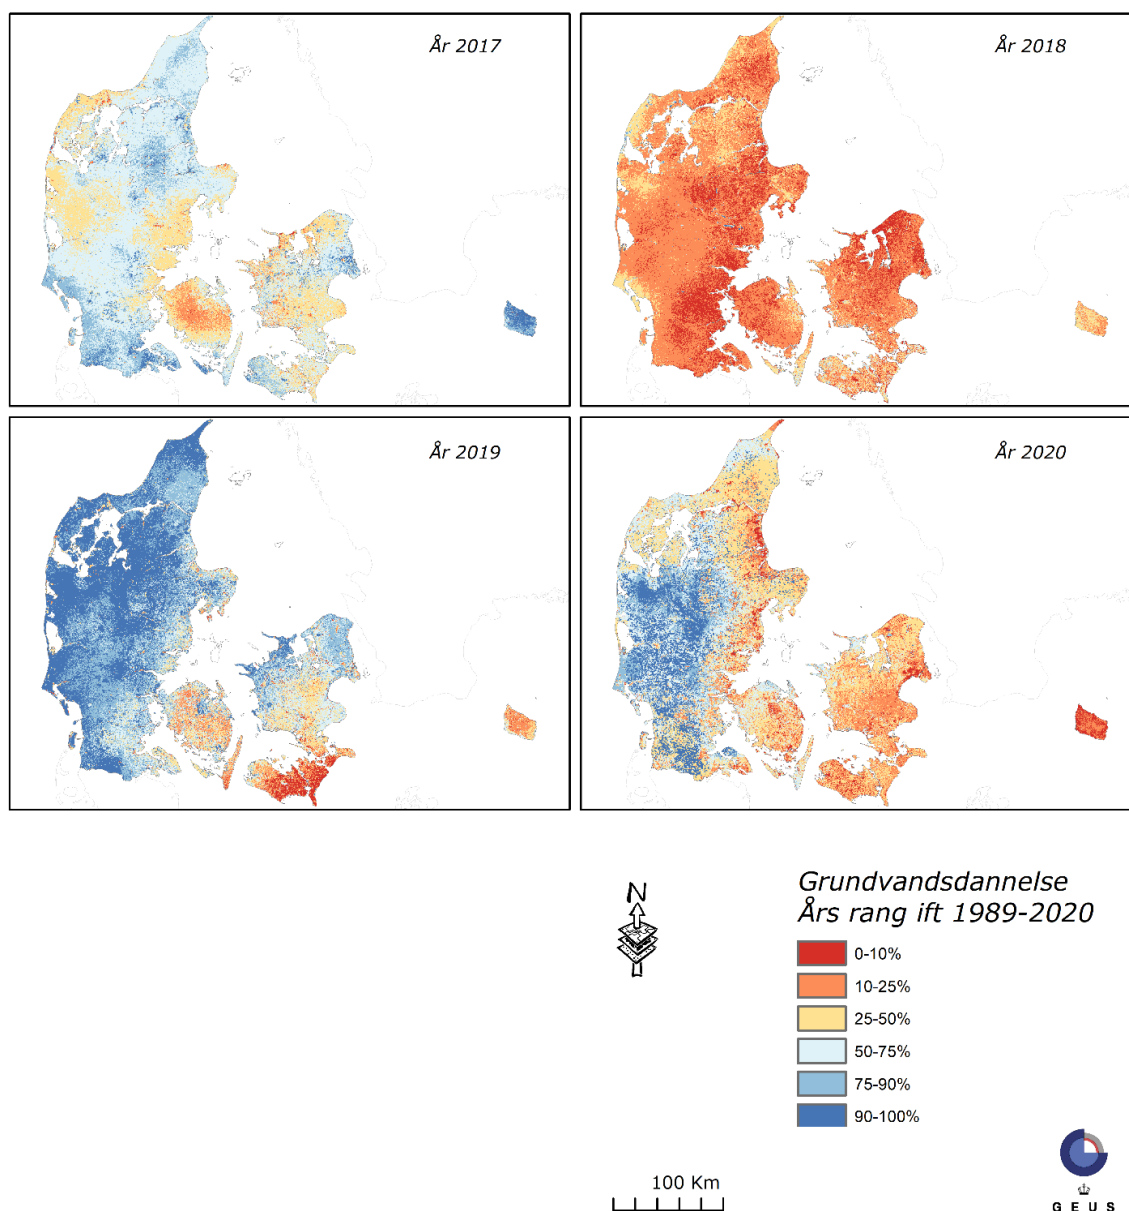 År 2017
År 2018
År 2019
År 2020
N
Grundvandsdannelse
Års rang ift 1989-2020
0-10%
10-25%
25-50%
50-75%
75-90%
90-100%
100 Km
G E U S